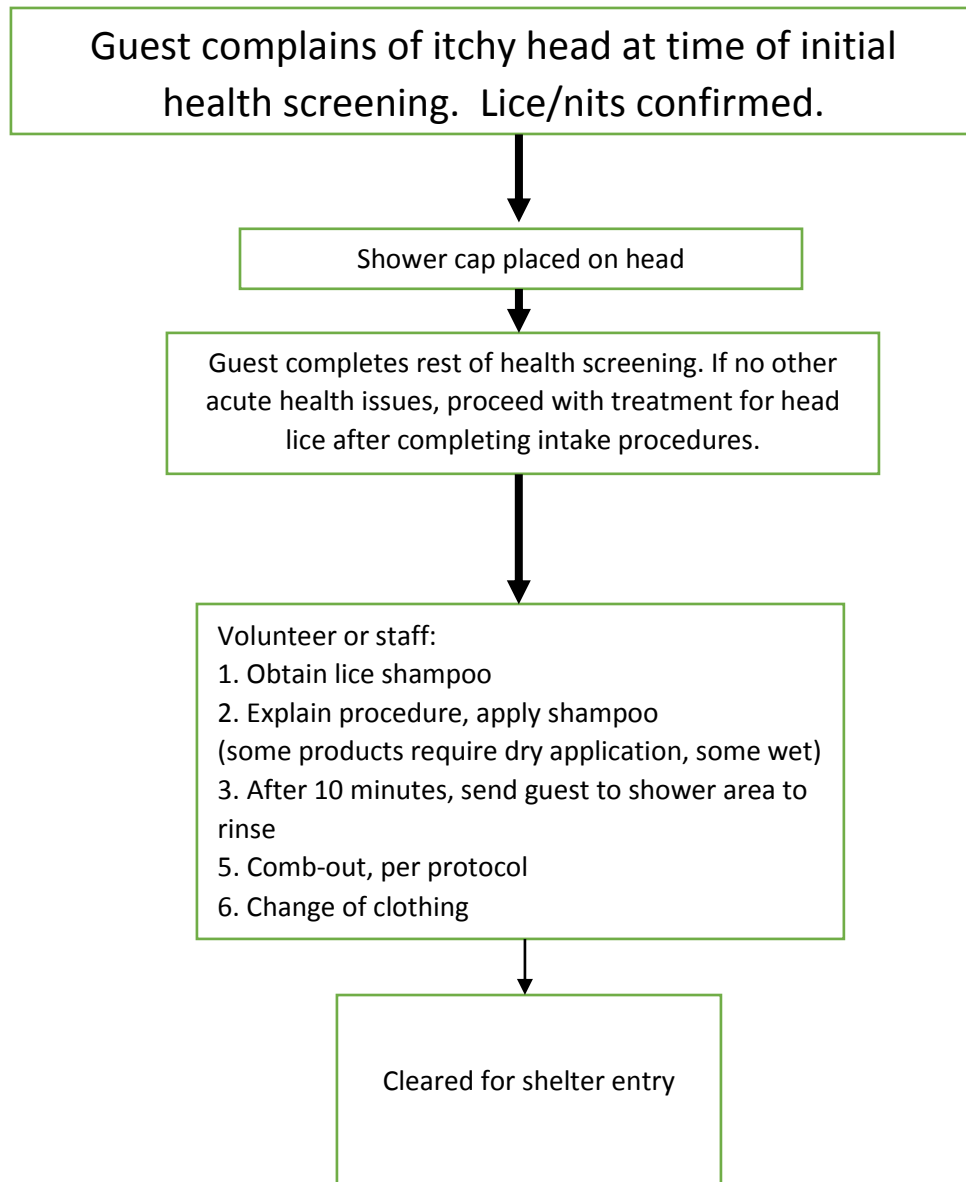 Guest complains of itchy head at time of initial
health screening.  Lice/nits confirmed.
Shower cap placed on head
Guest completes rest of health screening. If no other
acute health issues, proceed with treatment for head
lice after completing intake procedures.
Volunteer or staff:
1. Obtain lice shampoo
2. Explain procedure, apply shampoo
(some products require dry application, some wet)
3. After 10 minutes, send guest to shower area to
rinse
5. Comb-out, per protocol
6. Change of clothing
Cleared for shelter entry